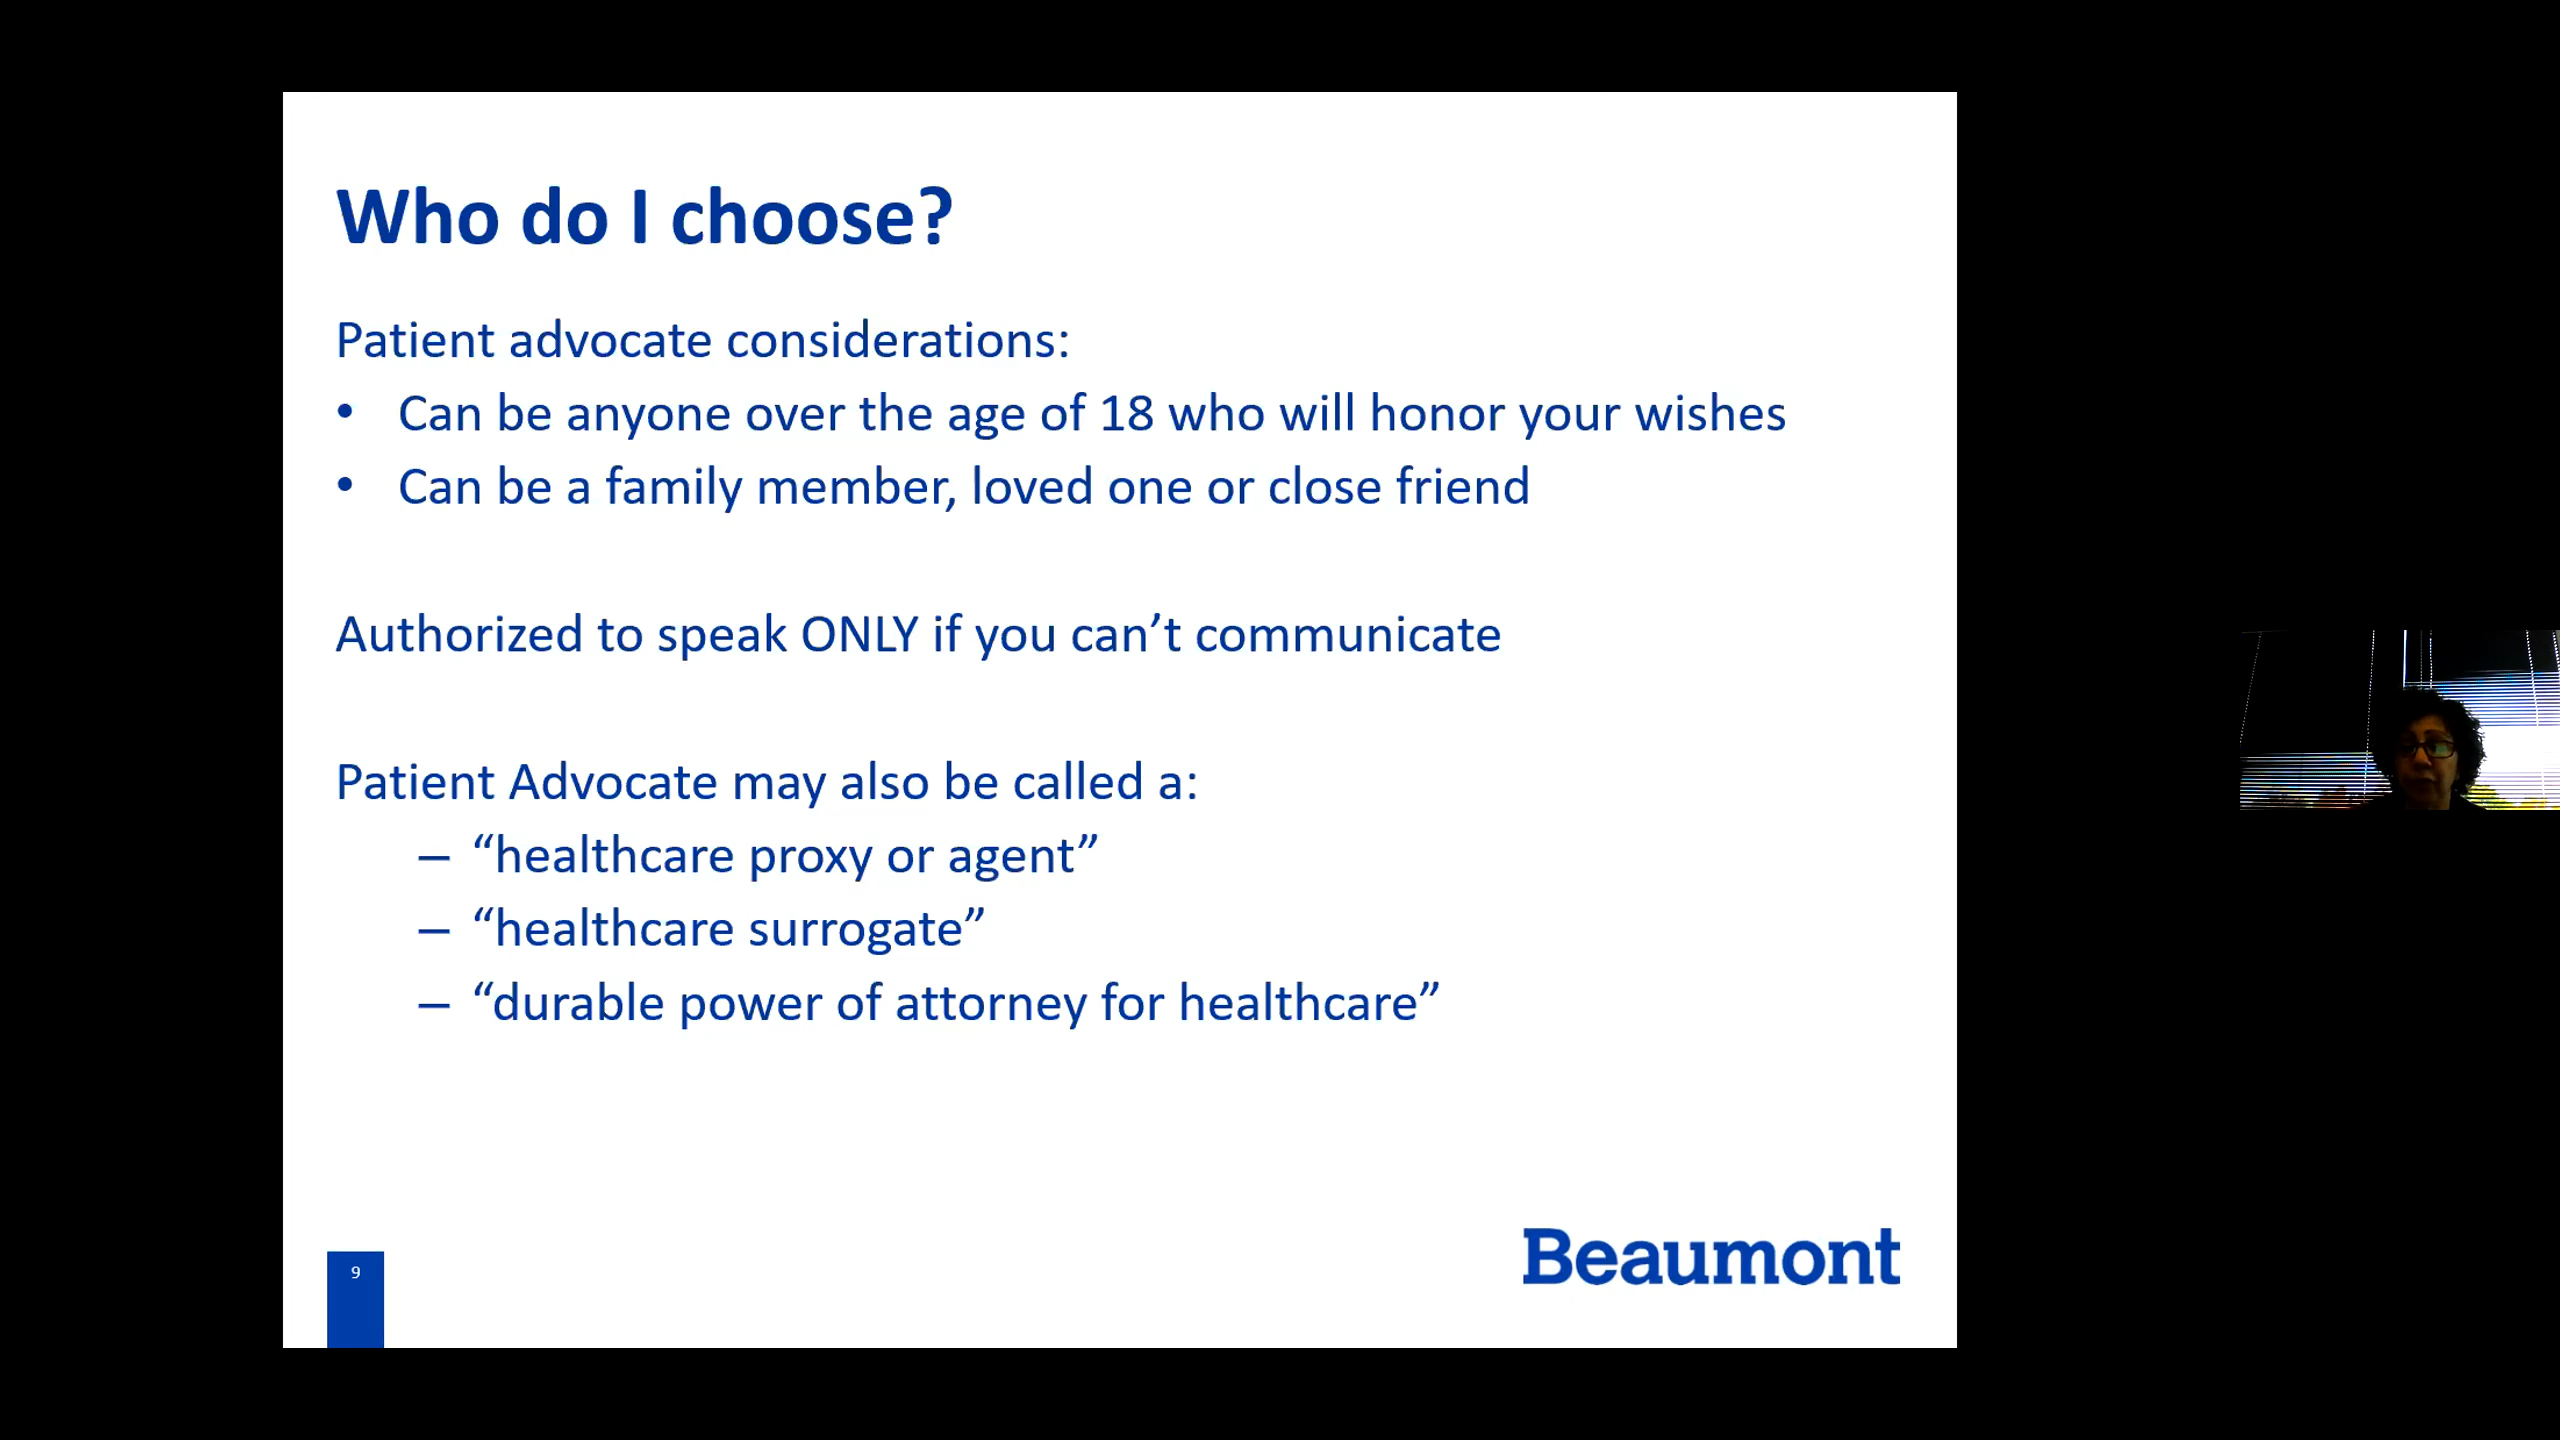 Who do I choose?
Patient advocate considerations:
• Can be anyone over the age of 18 who will honor your wishes
• Can be a family member, loved one or close friend
Authorized to speak ONLY if you can’t communicate
Patient Advocate may also be called a:
– “healthcare proxy or agent”
– “healthcare surrogate”
– “durable power of attorney for healthcare”
9
Beaumont